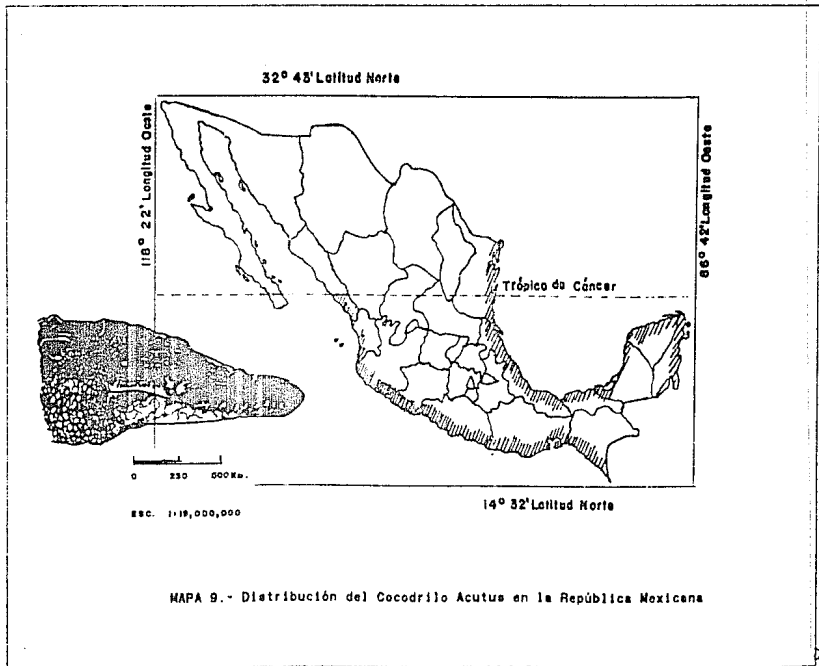 32° 43' Latitud Norte
118° 22' Longitud Oeste
86° 42' Longitud Oeste
Trópico de Cáncer
0 250 500 Km.
ESC. 1:19,000,000
14° 32' Latitud Norte
MAPA 9.- Distribución del Cocodrilo Acutus en la República Mexicana